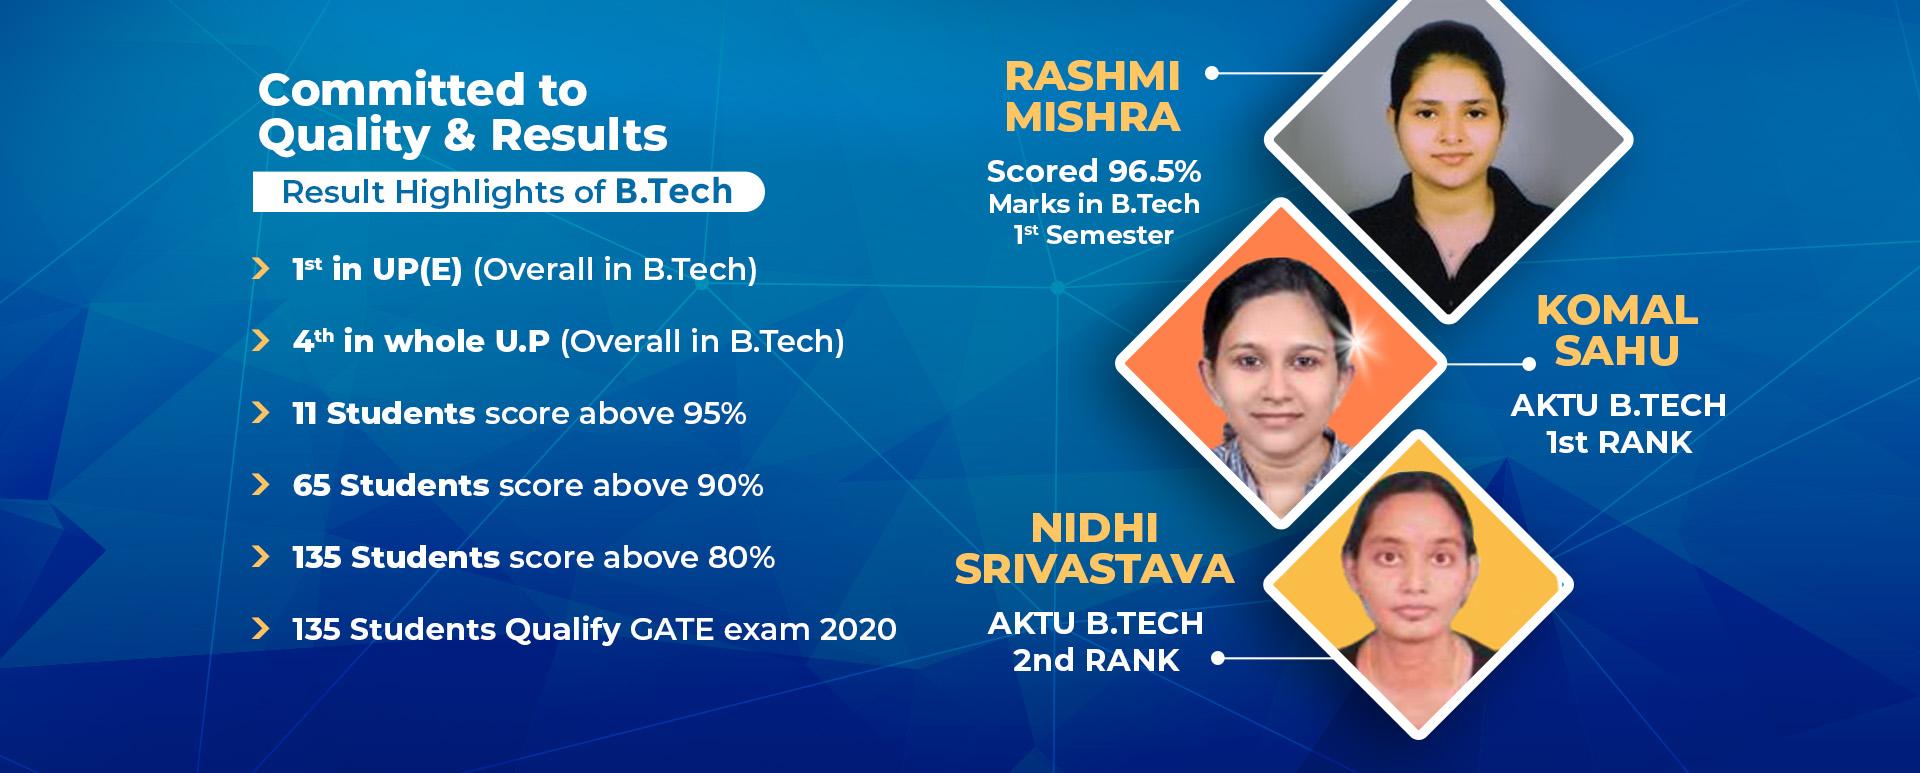 Committed to
Quality & Results
Result Highlights of B.Tech
1st in UP(E) (Overall in B.Tech)
4th in whole U.P (Overall in B.Tech)
11 Students score above 95%
65 Students score above 90%
135 Students score above 80%
135 Students Qualify GATE exam 2020
RASHMI
MISHRA
Scored 96.5%
Marks in B.Tech
1st Semester
KOMAL
SAHU
AKTU B.TECH
1st RANK
NIDHI
SRIVASTAVA
AKTU B.TECH
2nd RANK